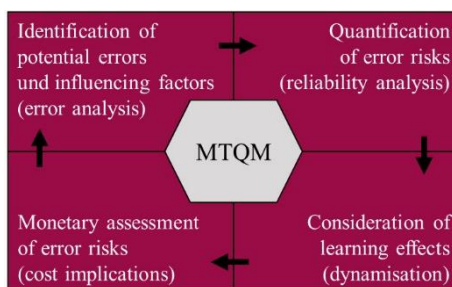 Identification of
potential errors
und influencing factors
(error analysis)
Quantification
of error risks
(reliability analysis)
MTQM
Monetary assessment
of error risks
(cost implications)
Consideration of
learning effects
(dynamisation)